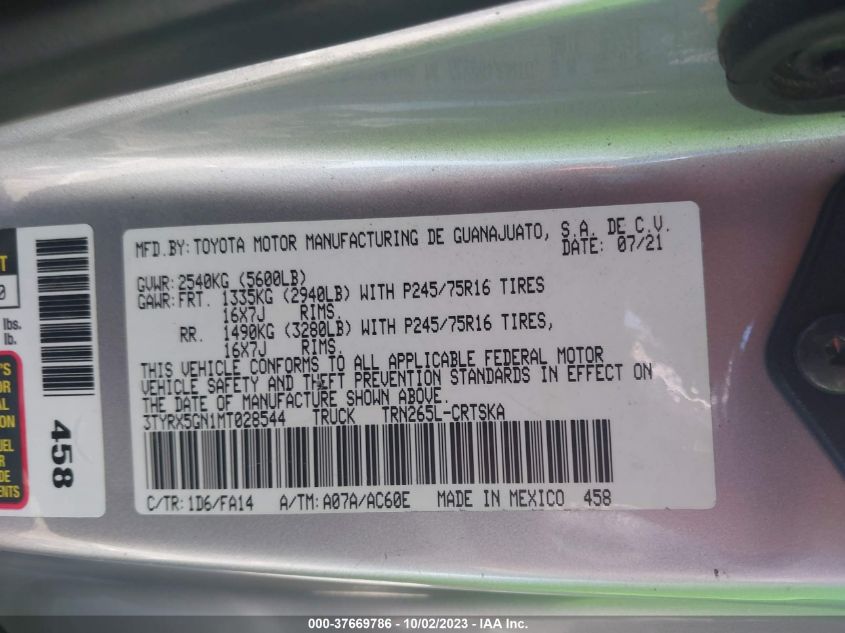 MFD.BY: TOYOTA MOTOR MANUFACTURING DE GUANAJUATO, S.A. DE C.V.
DATE: 07/21
GVWR: 2540KG (5600LB)
GAWR: FRT. 1335KG (2940LB) WITH P245/75R16 TIRES
16X7J RIMS.
RR. 1490KG (3280LB) WITH P245/75R16 TIRES,
16X7J RIMS.
THIS VEHICLE CONFORMS TO ALL APPLICABLE FEDERAL MOTOR
VEHICLE SAFETY AND THEFT PREVENTION STANDARDS IN EFFECT ON
THE DATE OF MANUFACTURE SHOWN ABOVE.
3TYRX5GN1MT028544 TRUCK TRN265L-CRTSKA
C/TR: 1D6/FA14 A/TM: A07A/AC60E MADE IN MEXICO 458
458
lbs.
lb.
000-37669786 - 10/02/2023 - IAA Inc.